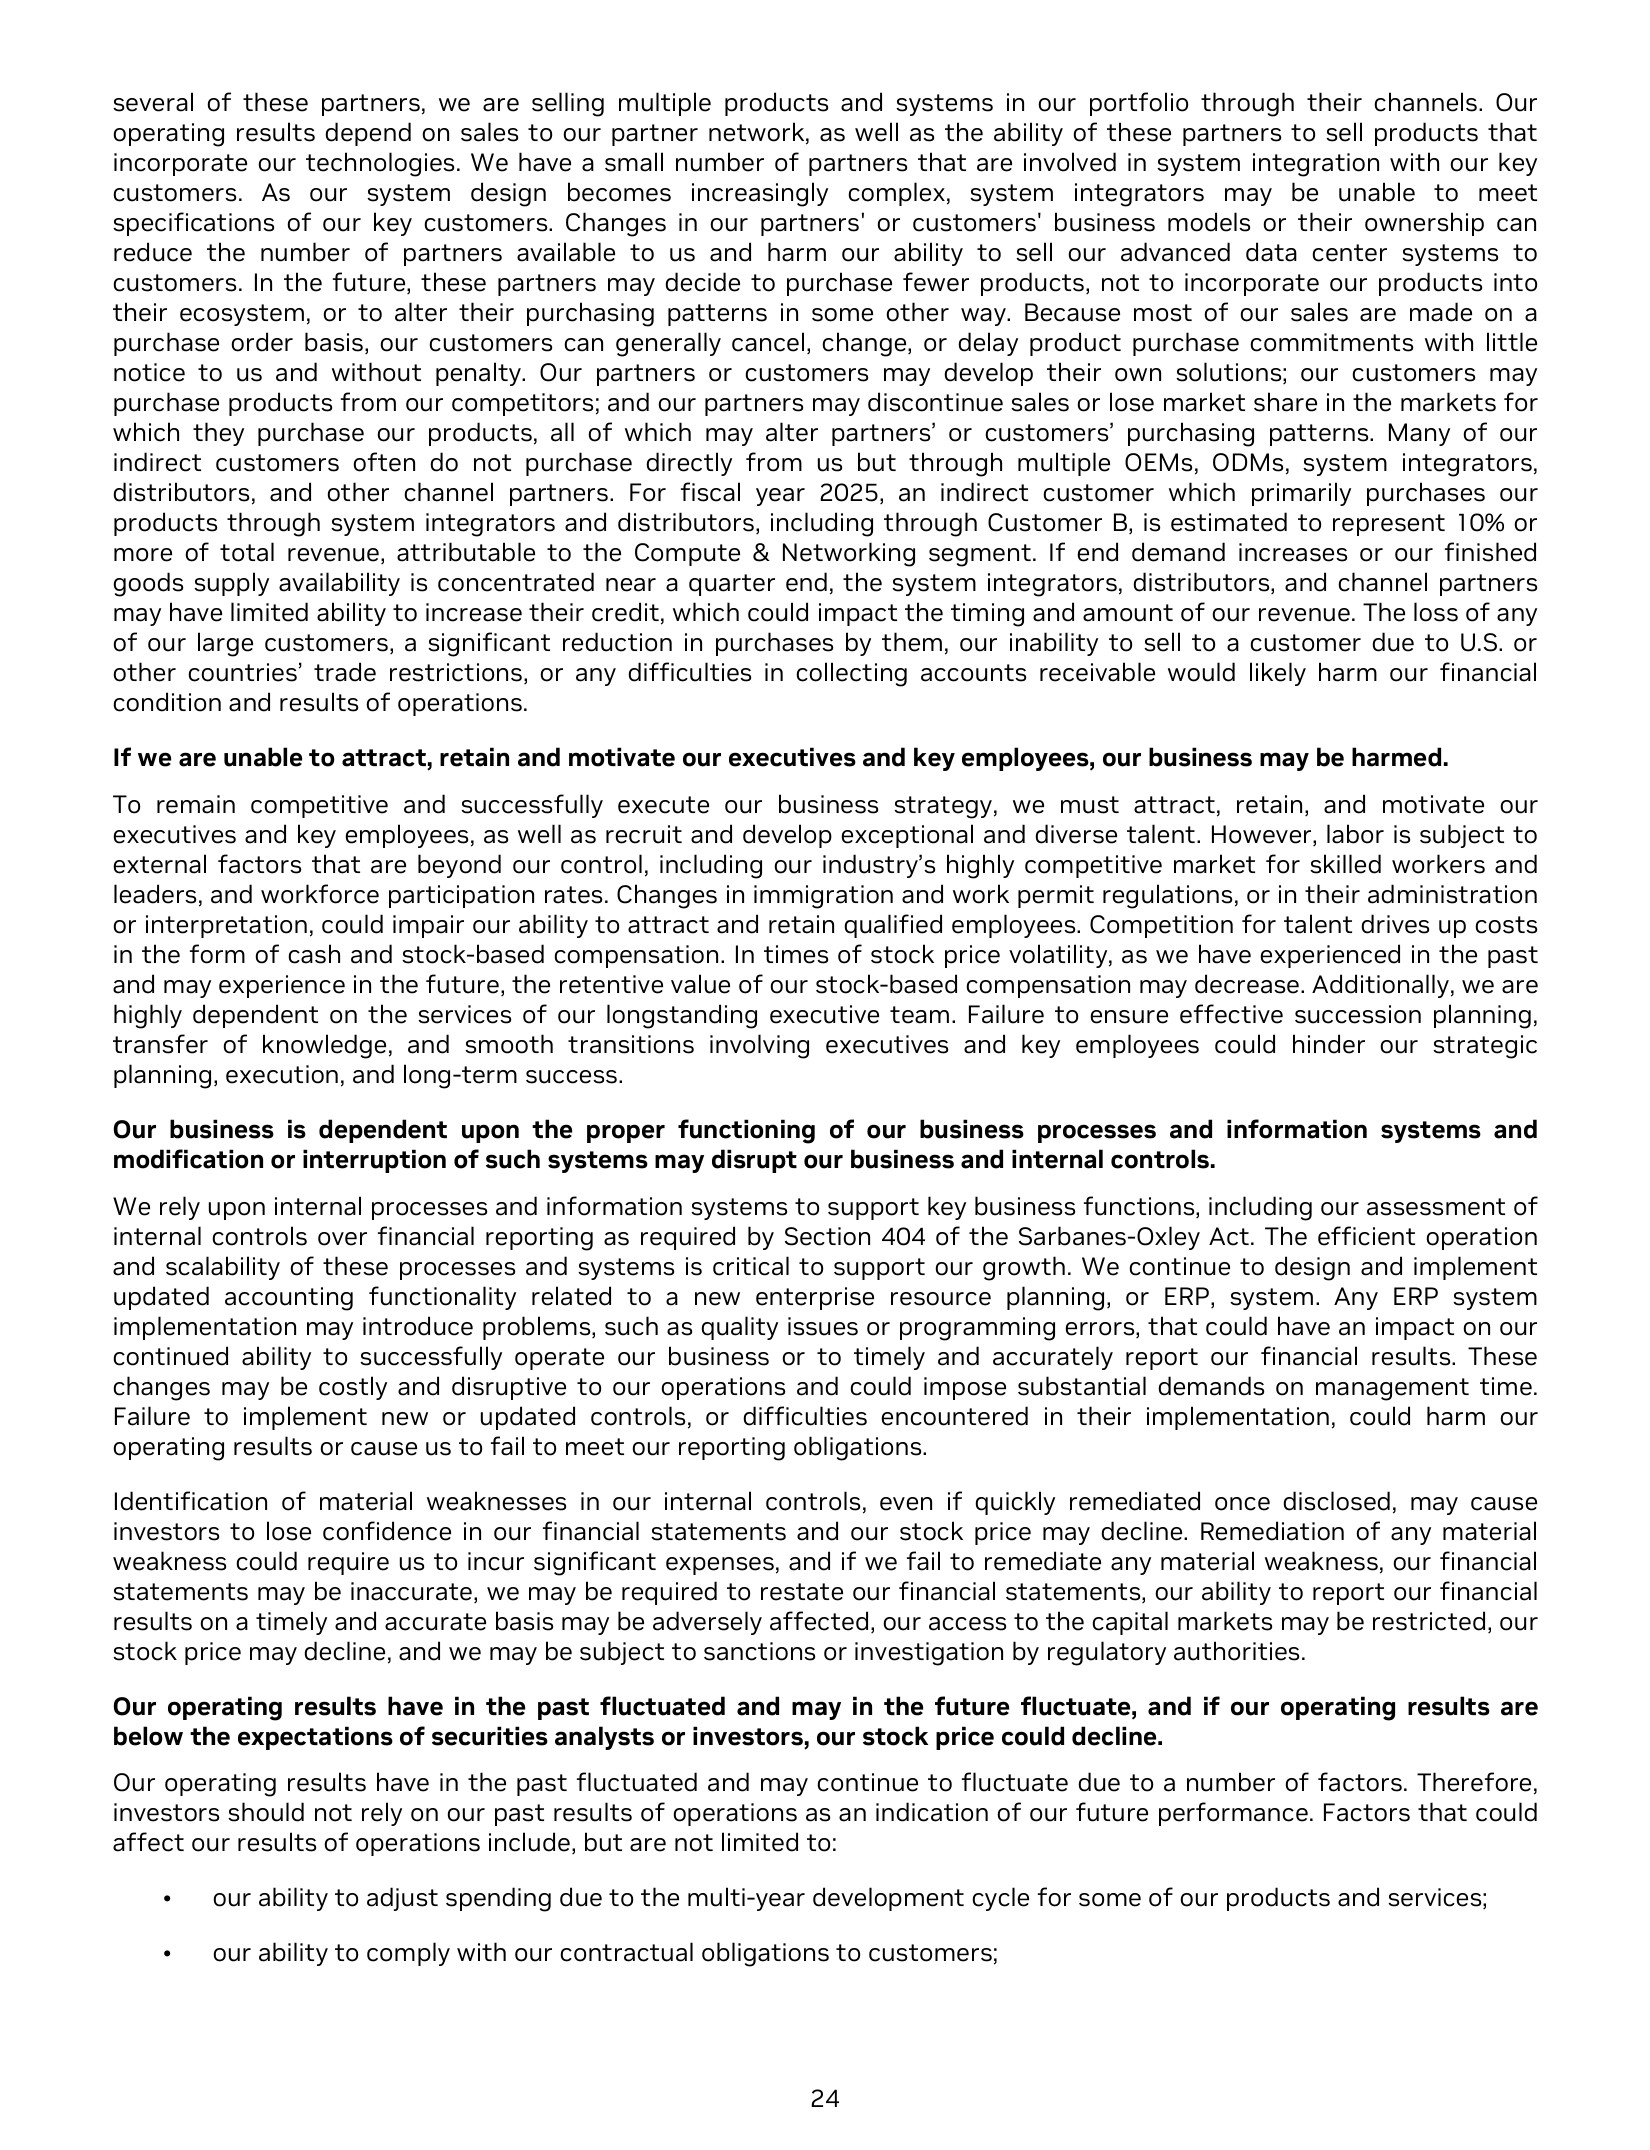 several of these partners, we are selling multiple products and systems in our portfolio through their channels. Our
operating results depend on sales to our partner network, as well as the ability of these partners to sell products that
incorporate our technologies. We have a small number of partners that are involved in system integration with our key
customers. As our system design becomes increasingly complex, system integrators may be unable to meet
specifications of our key customers. Changes in our partners' or customers' business models or their ownership can
reduce the number of partners available to us and harm our ability to sell our advanced data center systems to
customers. In the future, these partners may decide to purchase fewer products, not to incorporate our products into
their ecosystem, or to alter their purchasing patterns in some other way. Because most of our sales are made on a
purchase order basis, our customers can generally cancel, change, or delay product purchase commitments with little
notice to us and without penalty. Our partners or customers may develop their own solutions; our customers may
purchase products from our competitors; and our partners may discontinue sales or lose market share in the markets for
which they purchase our products, all of which may alter partners’ or customers’ purchasing patterns. Many of our
indirect customers often do not purchase directly from us but through multiple OEMs, ODMs, system integrators,
distributors, and other channel partners. For fiscal year 2025, an indirect customer which primarily purchases our
products through system integrators and distributors, including through Customer B, is estimated to represent 10% or
more of total revenue, attributable to the Compute & Networking segment. If end demand increases or our finished
goods supply availability is concentrated near a quarter end, the system integrators, distributors, and channel partners
may have limited ability to increase their credit, which could impact the timing and amount of our revenue. The loss of any
of our large customers, a significant reduction in purchases by them, our inability to sell to a customer due to U.S. or
other countries’ trade restrictions, or any difficulties in collecting accounts receivable would likely harm our financial
condition and results of operations.
If we are unable to attract, retain and motivate our executives and key employees, our business may be harmed.
To remain competitive and successfully execute our business strategy, we must attract, retain, and motivate our
executives and key employees, as well as recruit and develop exceptional and diverse talent. However, labor is subject to
external factors that are beyond our control, including our industry’s highly competitive market for skilled workers and
leaders, and workforce participation rates. Changes in immigration and work permit regulations, or in their administration
or interpretation, could impair our ability to attract and retain qualified employees. Competition for talent drives up costs
in the form of cash and stock-based compensation. In times of stock price volatility, as we have experienced in the past
and may experience in the future, the retentive value of our stock-based compensation may decrease. Additionally, we are
highly dependent on the services of our longstanding executive team. Failure to ensure effective succession planning,
transfer of knowledge, and smooth transitions involving executives and key employees could hinder our strategic
planning, execution, and long-term success.
Our business is dependent upon the proper functioning of our business processes and information systems and
modification or interruption of such systems may disrupt our business and internal controls.
We rely upon internal processes and information systems to support key business functions, including our assessment of
internal controls over financial reporting as required by Section 404 of the Sarbanes-Oxley Act. The efficient operation
and scalability of these processes and systems is critical to support our growth. We continue to design and implement
updated accounting functionality related to a new enterprise resource planning, or ERP, system. Any ERP system
implementation may introduce problems, such as quality issues or programming errors, that could have an impact on our
continued ability to successfully operate our business or to timely and accurately report our financial results. These
changes may be costly and disruptive to our operations and could impose substantial demands on management time.
Failure to implement new or updated controls, or difficulties encountered in their implementation, could harm our
operating results or cause us to fail to meet our reporting obligations.
Identification of material weaknesses in our internal controls, even if quickly remediated once disclosed, may cause
investors to lose confidence in our financial statements and our stock price may decline. Remediation of any material
weakness could require us to incur significant expenses, and if we fail to remediate any material weakness, our financial
statements may be inaccurate, we may be required to restate our financial statements, our ability to report our financial
results on a timely and accurate basis may be adversely affected, our access to the capital markets may be restricted, our
stock price may decline, and we may be subject to sanctions or investigation by regulatory authorities.
Our operating results have in the past fluctuated and may in the future fluctuate, and if our operating results are
below the expectations of securities analysts or investors, our stock price could decline.
Our operating results have in the past fluctuated and may continue to fluctuate due to a number of factors. Therefore,
investors should not rely on our past results of operations as an indication of our future performance. Factors that could
affect our results of operations include, but are not limited to:
• our ability to adjust spending due to the multi-year development cycle for some of our products and services;
• our ability to comply with our contractual obligations to customers;
24